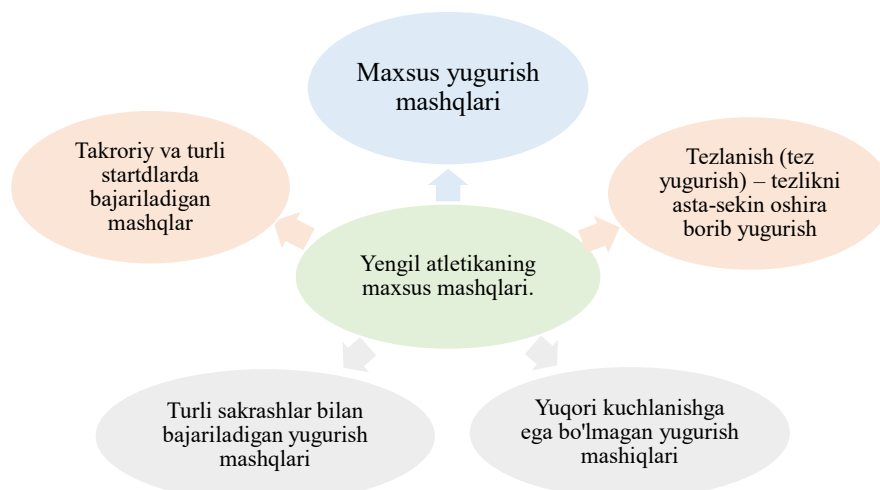 Maxsus yugurish
mashqlari
Takroriy va turli
startdlarda
bajariladigan
mashqlar
Tezlanish (tez
yugurish) – tezlikni
asta-sekin oshira
borib yugurish
Yengil atletikaning
maxsus mashqlari.
Turli sakrashlar bilan
bajariladigan yugurish
mashqlari
Yuqori kuchlanishga
ega bo'lmagan yugurish
mashiqlari